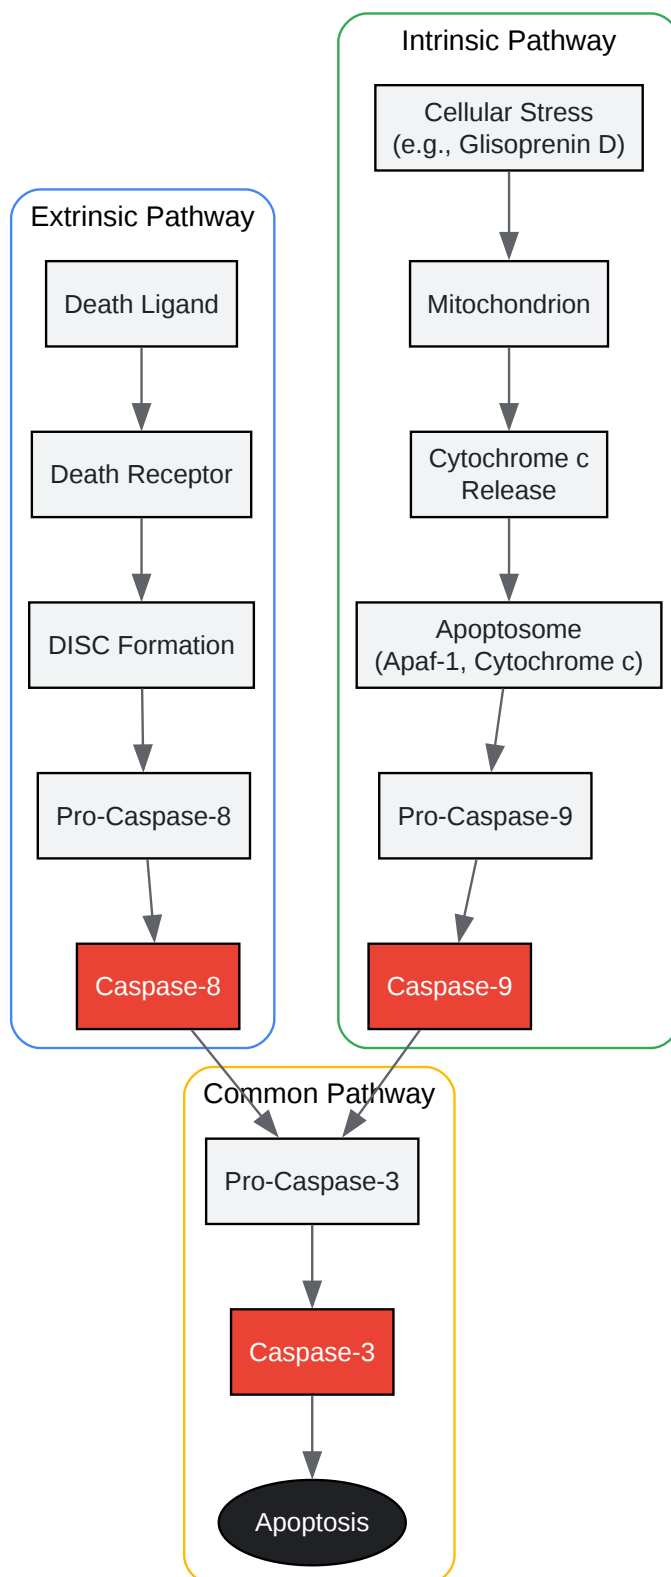 Intrinsic Pathway
Cellular Stress
(e.g., Glisoprenin D)
Mitochondrion
Cytochrome c
Release
Apoptosome
(Apaf-1, Cytochrome c)
Pro-Caspase-9
Caspase-9
Extrinsic Pathway
Death Ligand
Death Receptor
DISC Formation
Pro-Caspase-8
Caspase-8
Common Pathway
Pro-Caspase-3
Caspase-3
Apoptosis